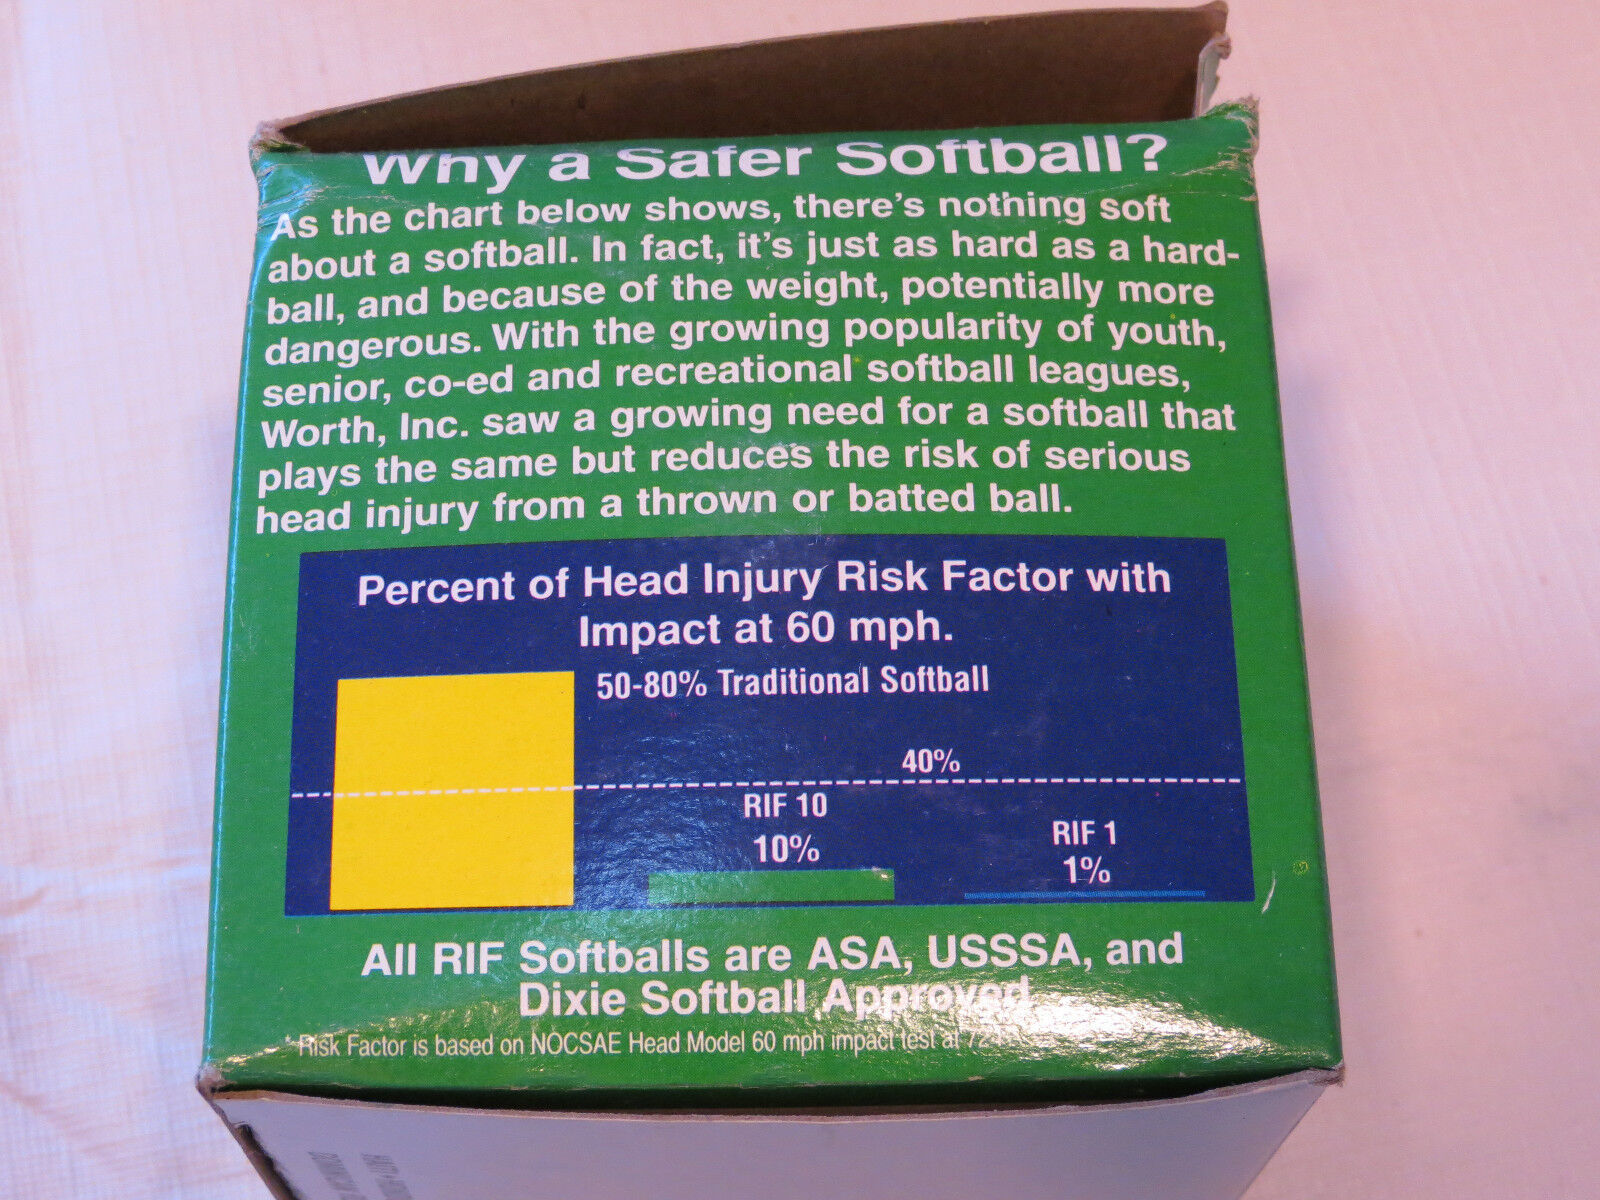 Why a Safer Softball?
As the chart below shows, there's nothing soft
about a softball. In fact, it's just as hard as a hard-
ball, and because of the weight, potentially more
dangerous. With the growing popularity of youth,
senior, co-ed and recreational softball leagues,
Worth, Inc. saw a growing need for a softball that
plays the same but reduces the risk of serious
head injury from a thrown or batted ball.
Percent of Head Injury Risk Factor with
Impact at 60 mph.
50-80% Traditional Softball
40%
RIF 10
10%
RIF 1
1%
All RIF Softballs are ASA, USSSA, and
Dixie Softball Approved
* Risk Factor is based on NOCSAE Head Model 60 mph impact test at 72